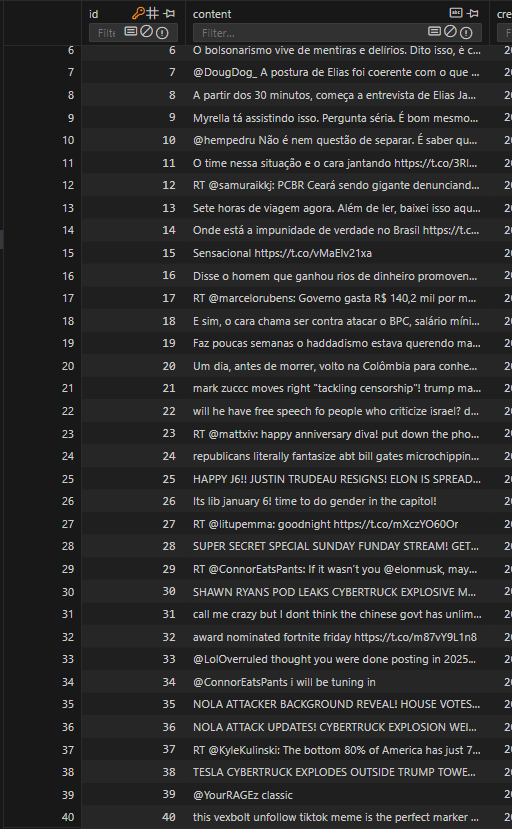 id content cre
Filte Filter...
6 6 O bolsonarismo vive de mentiras e delírios. Dito isso, é c... 20
7 7 @DougDog_ A postura de Elias foi coerente com o que ... 20
8 8 A partir dos 30 minutos, começa a entrevista de Elias Ja... 20
9 9 Myrella tá assistindo isso. Pergunta séria. É bom mesmo... 20
10 10 @hempedru Não é nem questão de separar. É saber qu... 20
11 11 O time nessa situação e o cara jantando https://t.co/3Rl... 20
12 12 RT @samuraikkj: PCBR Ceará sendo gigante denunciand... 20
13 13 Sete horas de viagem agora. Além de ler, baixei isso aqu... 20
14 14 Onde está a impunidade de verdade no Brasil https://t.c... 20
15 15 Sensacional https://t.co/vMaElv21xa 20
16 16 Disse o homem que ganhou rios de dinheiro promoven... 20
17 17 RT @marcelorubens: Governo gasta R$ 140,2 mil por m... 20
18 18 E sim, o cara chama ser contra atacar o BPC, salário míni... 20
19 19 Faz poucas semanas o haddadismo estava querendo ma... 20
20 20 Um dia, antes de morrer, volto na Colômbia para conhe... 20
21 21 mark zuccc moves right "tackling censorship"! trump ma... 20
22 22 will he have free speech fo people who criticize israel? d... 20
23 23 RT @mattxiv: happy anniversary diva! put down the pho... 20
24 24 republicans literally fantasize abt bill gates microchippin... 20
25 25 HAPPY J6!! JUSTIN TRUDEAU RESIGNS! ELON IS SPREAD... 20
26 26 Its lib january 6! time to do gender in the capitol! 20
27 27 RT @litupemma: goodnight https://t.co/mXczYO60Or 20
28 28 SUPER SECRET SPECIAL SUNDAY FUNDAY STREAM! GET... 20
29 29 RT @ConnorEatsPants: If it wasn't you @elonmusk, may... 20
30 30 SHAWN RYANS POD LEAKS CYBERTRUCK EXPLOSIVE M... 20
31 31 call me crazy but I dont think the chinese govt has unlim... 20
32 32 award nominated fortnite friday https://t.co/m87vY9L1n8 20
33 33 @LolOverruled thought you were done posting in 2025... 20
34 34 @ConnorEatsPants i will be tuning in 20
35 35 NOLA ATTACKER BACKGROUND REVEAL! HOUSE VOTES... 20
36 36 NOLA ATTACK UPDATES! CYBERTRUCK EXPLOSION WEI... 20
37 37 RT @KyleKulinski: The bottom 80% of America has just 7... 20
38 38 TESLA CYBERTRUCK EXPLODES OUTSIDE TRUMP TOWE... 20
39 39 @YourRAGEz classic 20
40 40 this vexbolt unfollow tiktok meme is the perfect marker ... 20